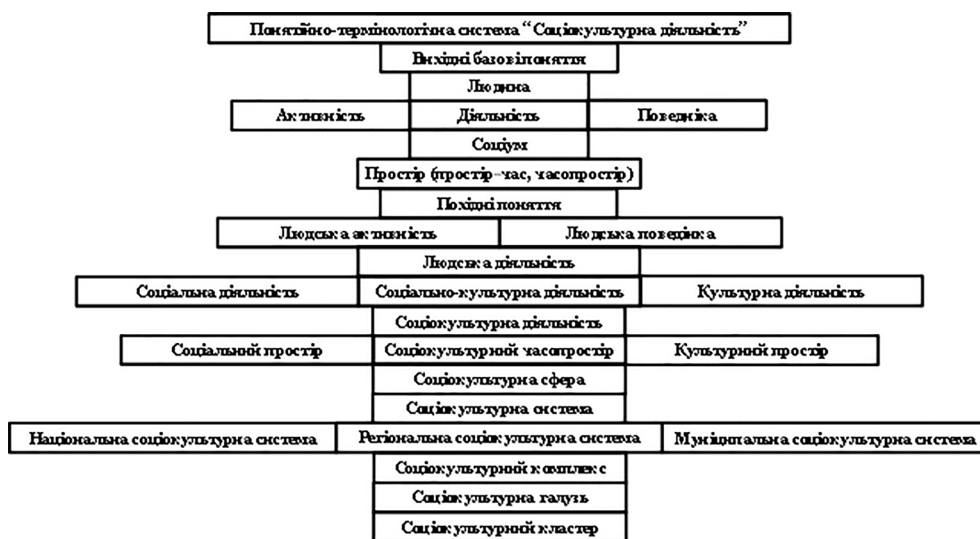 Понятійно-термінологічна система “Соціокультурна діяльність”
Вихідні базові поняття
Людина
Активність Діяльність Поведніка
Соціум
Простір (простір–час, часопростір)
Похідні поняття
Людська активність Людська поведінка
Людська діяльність
Соціальна діяльність Соціально-культурна діяльність Культурна діяльність
Соціокультурна діяльність
Соціальний простір Соціокультурний часопростір Культурний простір
Соціокультурна сфера
Соціокультурна система
Національна соціокультурна система Регіональна соціокультурна система Муніципальна соціокультурна система
Соціокультурний комплекс
Соціокультурна галузь
Соціокультурний кластер